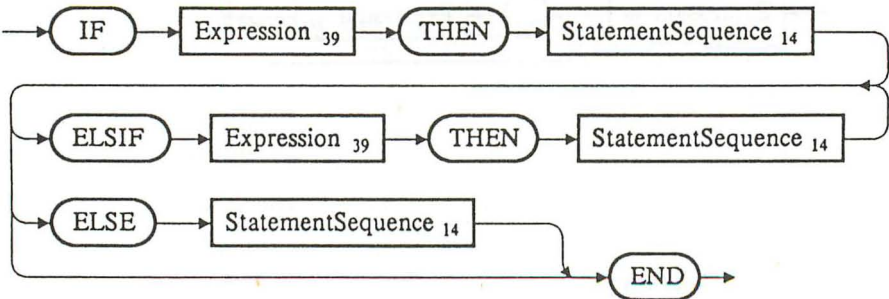 IF Expression 39 THEN StatementSequence 14
ELSIF Expression 39 THEN StatementSequence 14
ELSE StatementSequence 14
END